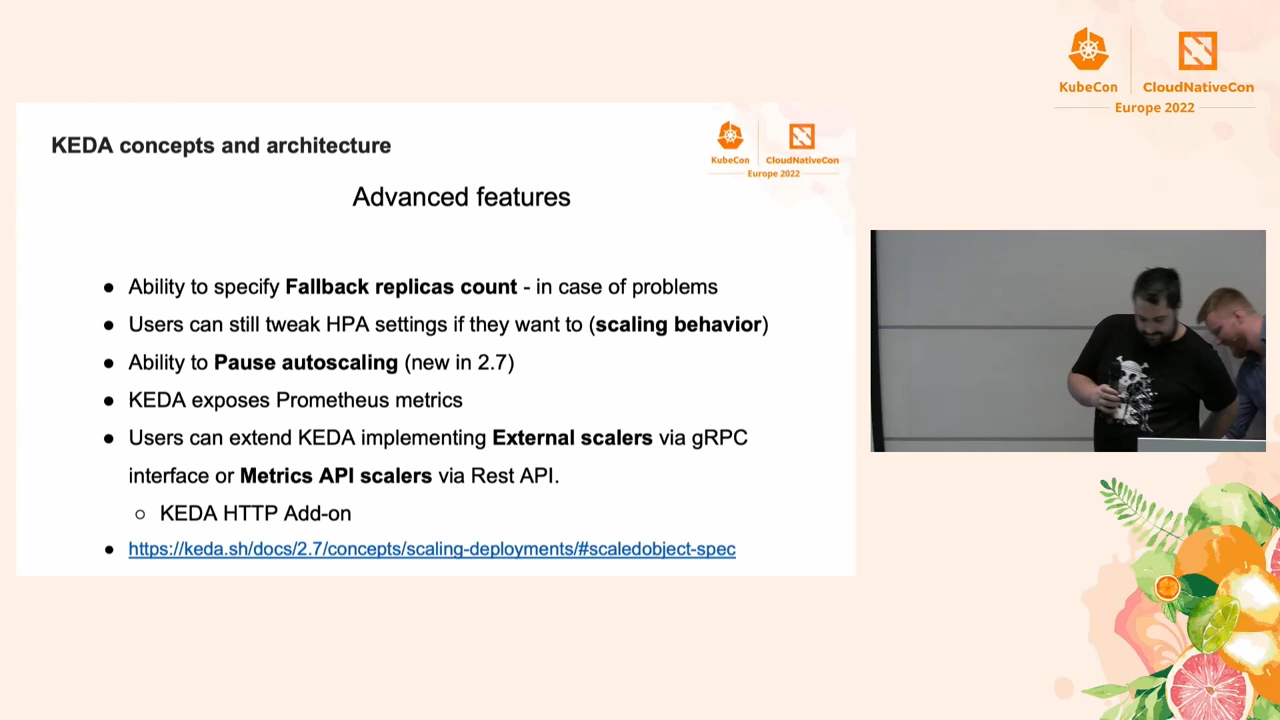 KubeCon
CloudNativeCon
Europe 2022
KEDA concepts and architecture
KubeCon
CloudNativeCon
Europe 2022
Advanced features
● Ability to specify Fallback replicas count - in case of problems
● Users can still tweak HPA settings if they want to (scaling behavior)
● Ability to Pause autoscaling (new in 2.7)
● KEDA exposes Prometheus metrics
● Users can extend KEDA implementing External scalers via gRPC
interface or Metrics API scalers via Rest API.
○ KEDA HTTP Add-on
● https://keda.sh/docs/2.7/concepts/scaling-deployments/#scaledobject-spec